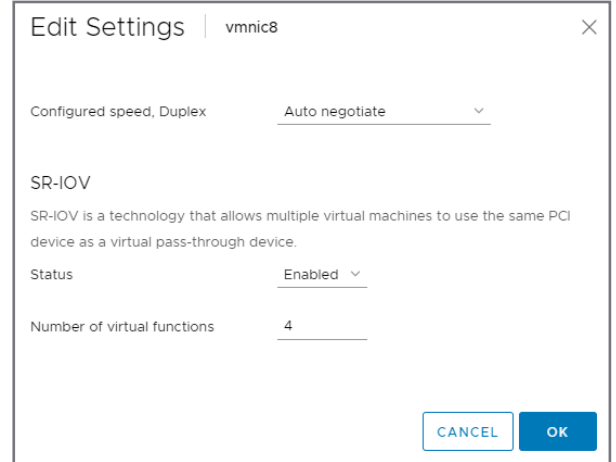 Edit Settings vmnic8
Configured speed, Duplex Auto negotiate
SR-IOV
SR-IOV is a technology that allows multiple virtual machines to use the same PCI
device as a virtual pass-through device.
Status Enabled
Number of virtual functions 4
CANCEL OK